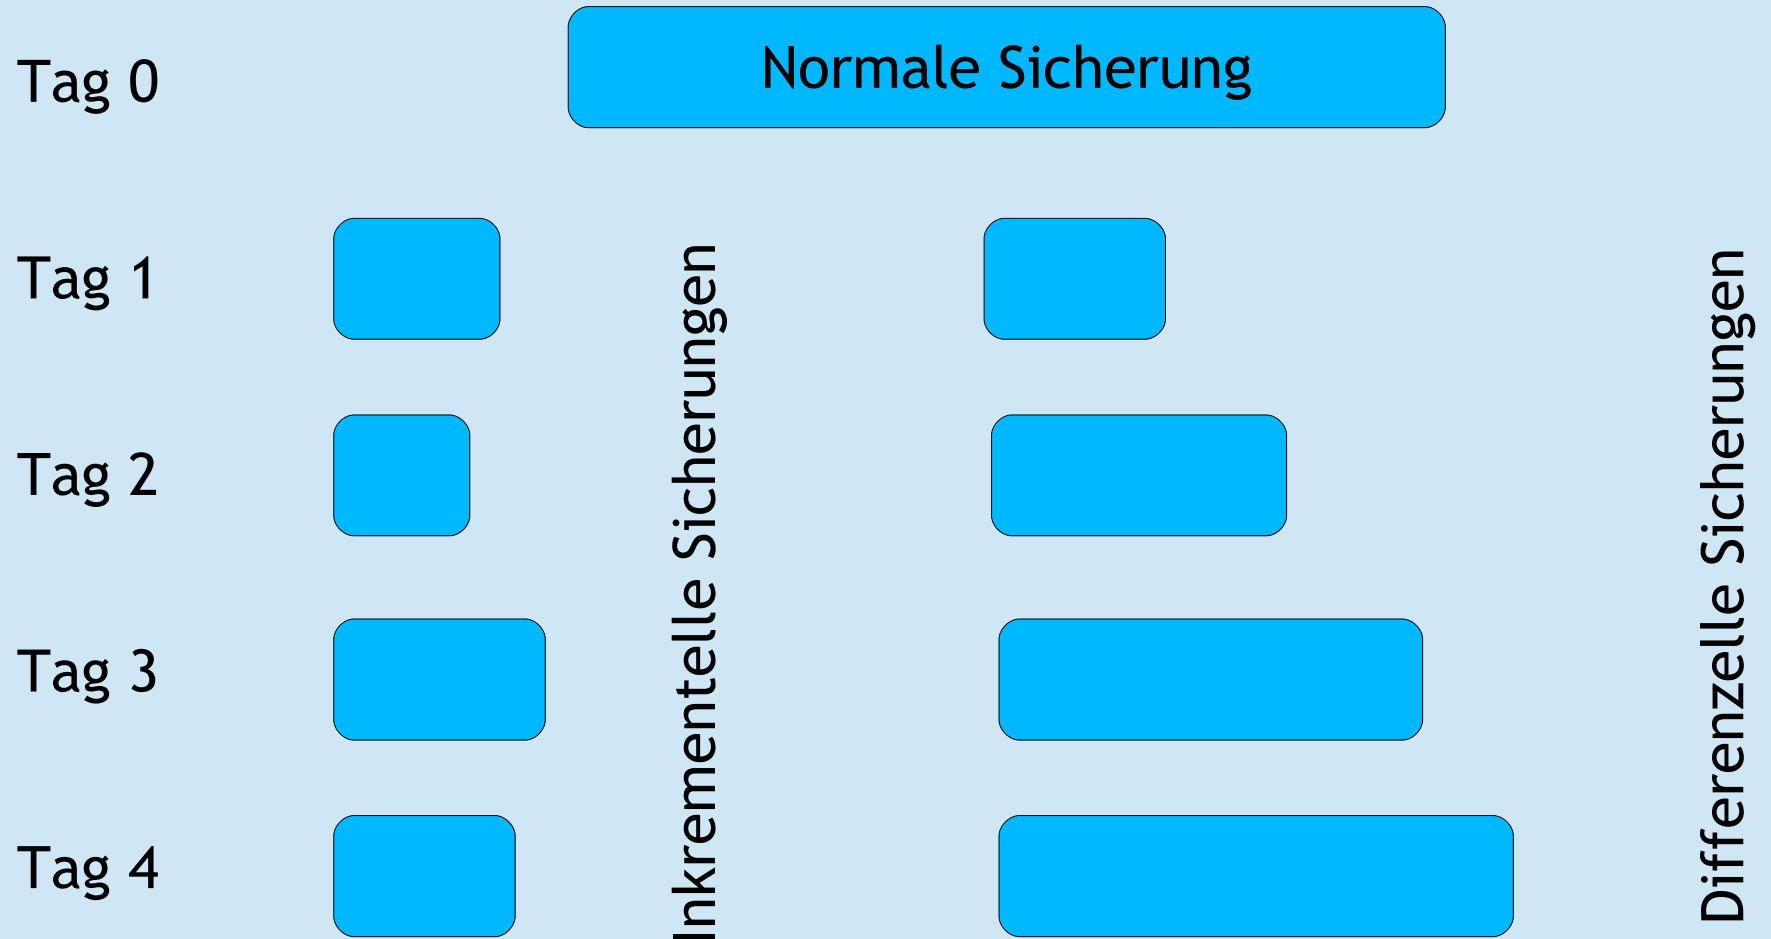 Tag 0
Normale Sicherung
Tag 1
Tag 2
Tag 3
Tag 4
Inkrementelle Sicherungen
Differenzelle Sicherungen